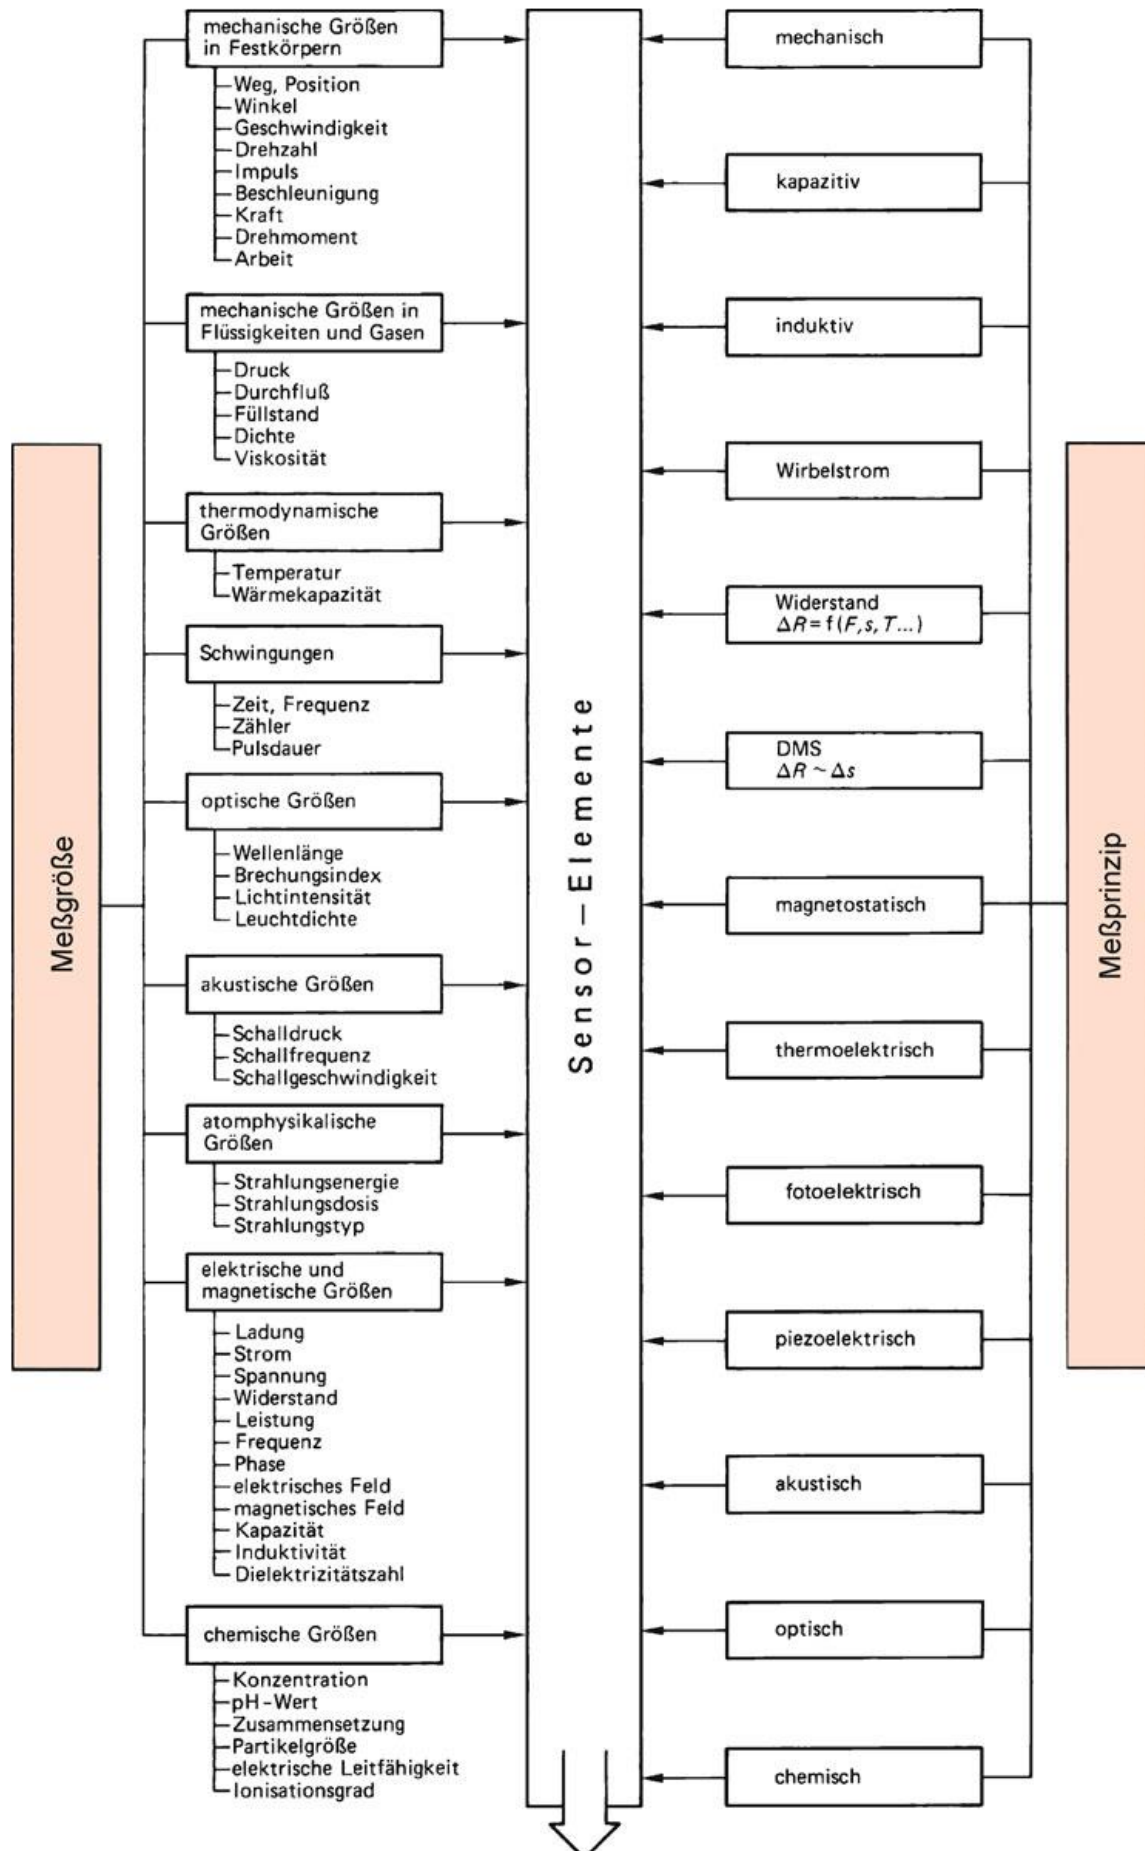 Meßgröße
mechanische Größen
in Festkörpern
Weg, Position
Winkel
Geschwindigkeit
Drehzahl
Impuls
Beschleunigung
Kraft
Drehmoment
Arbeit
mechanische Größen in
Flüssigkeiten und Gasen
Druck
Durchfluß
Füllstand
Dichte
Viskosität
thermodynamische
Größen
Temperatur
Wärmekapazität
Schwingungen
Zeit, Frequenz
Zähler
Pulsdauer
optische Größen
Wellenlänge
Brechungsindex
Lichtintensität
Leuchtdichte
akustische Größen
Schalldruck
Schallfrequenz
Schallgeschwindigkeit
atomphysikalische
Größen
Strahlungsenergie
Strahlungsdosis
Strahlungstyp
elektrische und
magnetische Größen
Ladung
Strom
Spannung
Widerstand
Leistung
Frequenz
Phase
elektrisches Feld
magnetisches Feld
Kapazität
Induktivität
Dielektrizitätszahl
chemische Größen
Konzentration
pH-Wert
Zusammensetzung
Partikelgröße
elektrische Leitfähigkeit
Ionisationsgrad
Sensor–Elemente
mechanisch
kapazitiv
induktiv
Wirbelstrom
Widerstand
ΔR=f(F,s,T...)
DMS
ΔR ~ Δs
magnetostatisch
thermoelektrisch
fotoelektrisch
piezoelektrisch
akustisch
optisch
chemisch
Meßprinzip